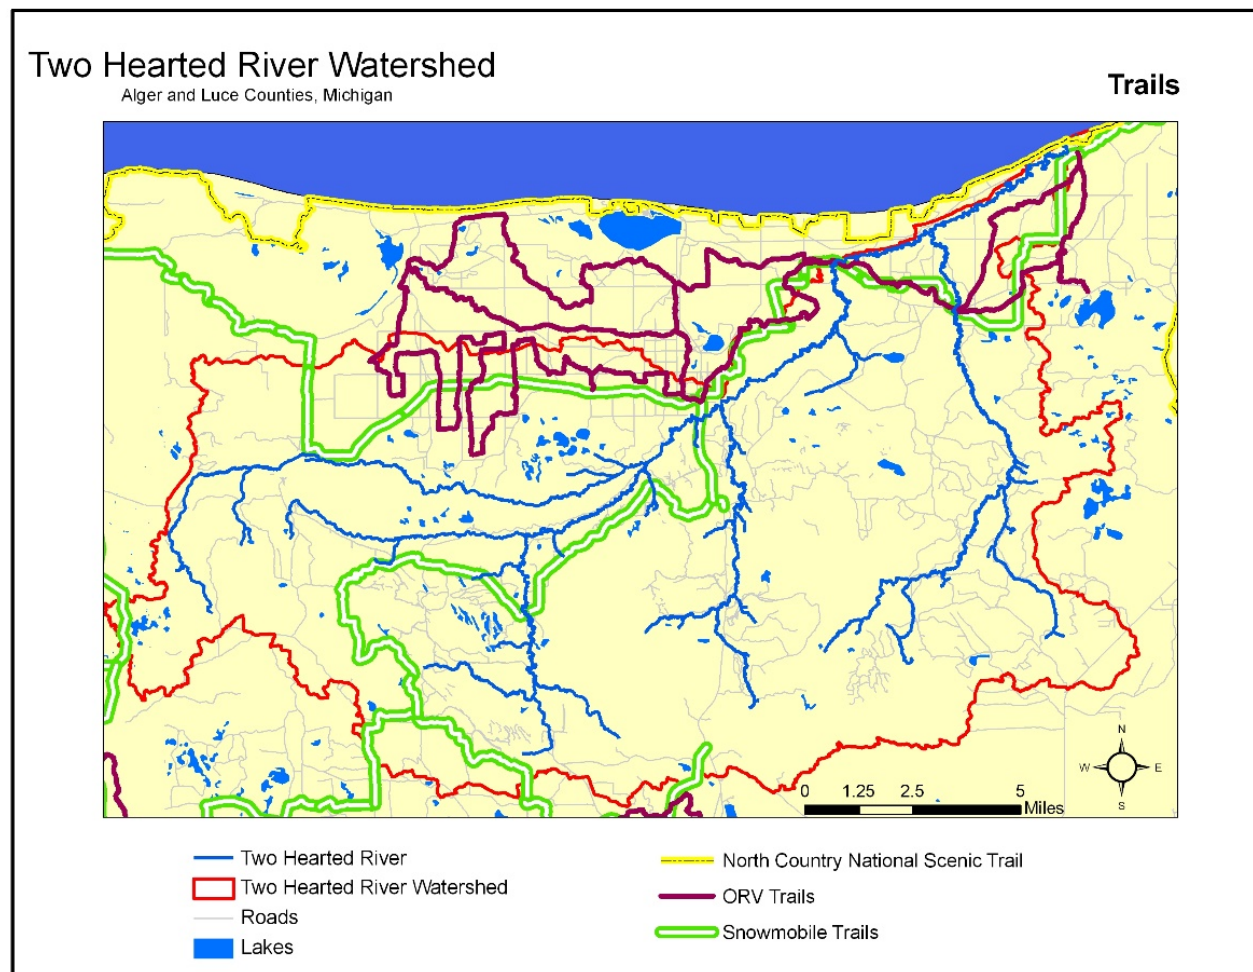 Two Hearted River Watershed
Alger and Luce Counties, Michigan
Trails
N
W E
S
0 1.25 2.5 5
Miles
Two Hearted River
Two Hearted River Watershed
Roads
Lakes
North Country National Scenic Trail
ORV Trails
Snowmobile Trails